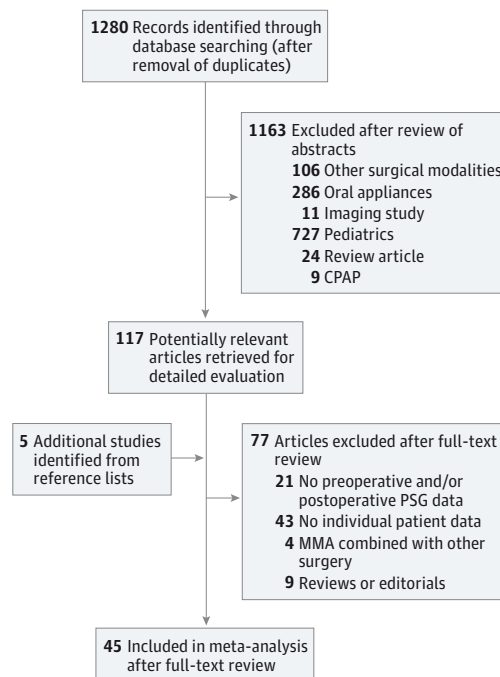 1280 Records identified through
database searching (after
removal of duplicates)
1163 Excluded after review of
abstracts
106 Other surgical modalities
286 Oral appliances
11 Imaging study
727 Pediatrics
24 Review article
9 CPAP
117 Potentially relevant
articles retrieved for
detailed evaluation
5 Additional studies
identified from
reference lists
77 Articles excluded after full-text
review
21 No preoperative and/or
postoperative PSG data
43 No individual patient data
4 MMA combined with other
surgery
9 Reviews or editorials
45 Included in meta-analysis
after full-text review